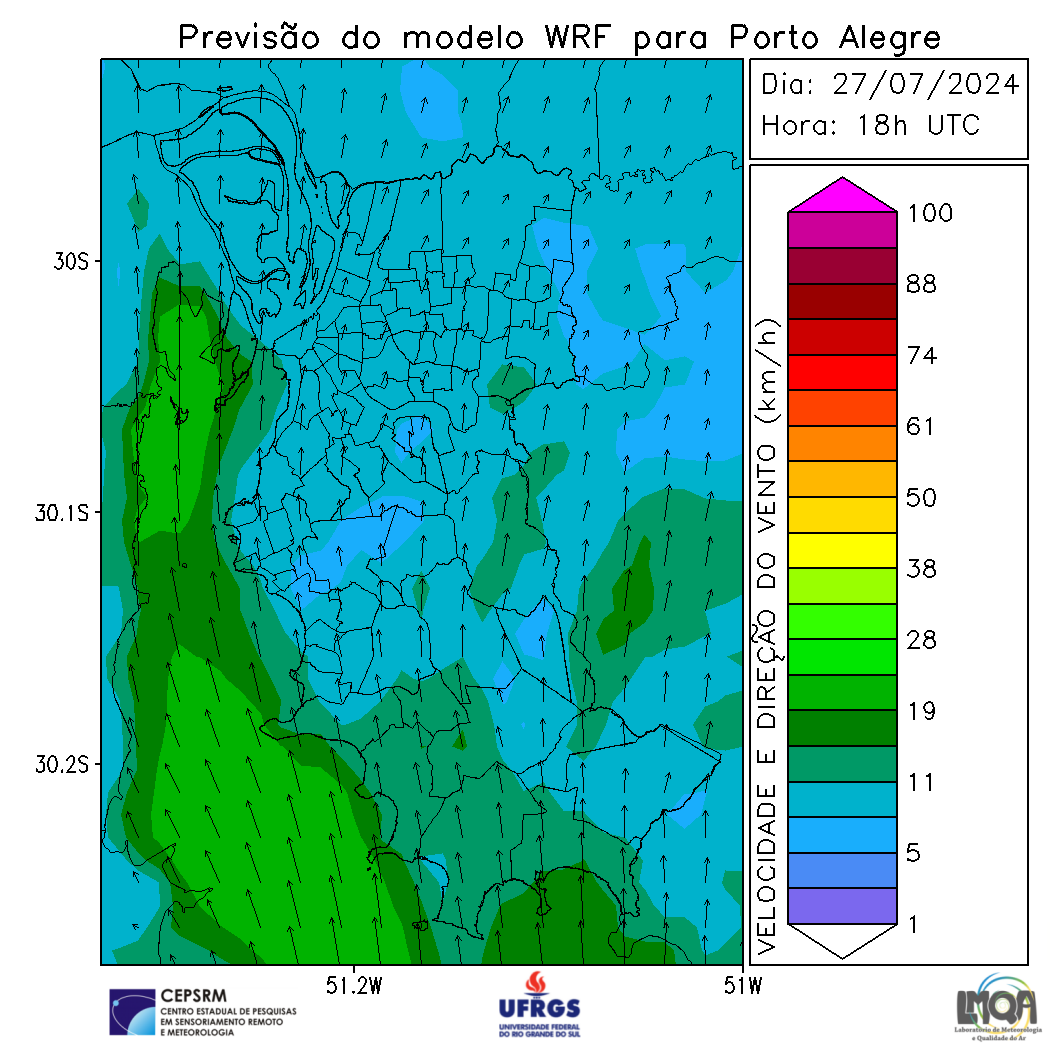 Previsão do modelo WRF para Porto Alegre
Dia: 27/07/2024
Hora: 18h UTC
30S
30.1S
30.2S
51.2W
51W
VELOCIDADE E DIREÇÃO DO VENTO (km/h)
100
88
74
61
50
38
28
19
11
5
1
CEPSRM
CENTRO ESTADUAL DE PESQUISAS
EM SENSORIAMENTO REMOTO
E METEOROLOGIA
UFRGS
UNIVERSIDADE FEDERAL
DO RIO GRANDE DO SUL
LMQA
Laboratório de Meteorologia
e Qualidade do Ar